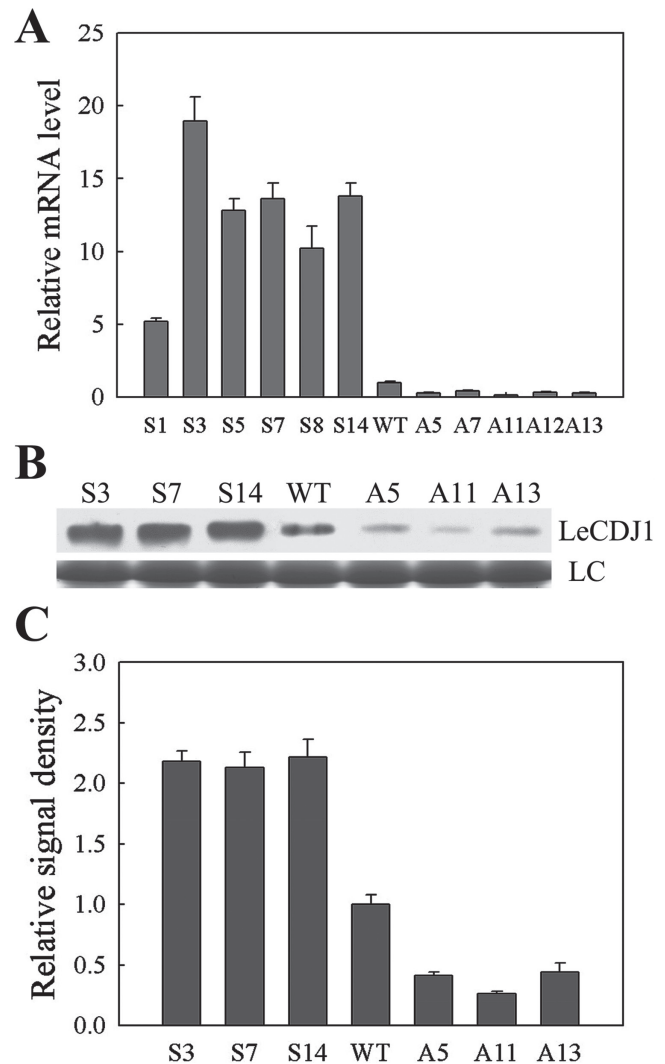 A
Relative mRNA level
25
20
15
10
5
0
S1 S3 S5 S7 S8 S14 WT A5 A7 A11 A12 A13
B
S3 S7 S14 WT A5 A11 A13
LeCDJ1
LC
C
Relative signal density
3.0
2.5
2.0
1.5
1.0
0.5
0.0
S3 S7 S14 WT A5 A11 A13